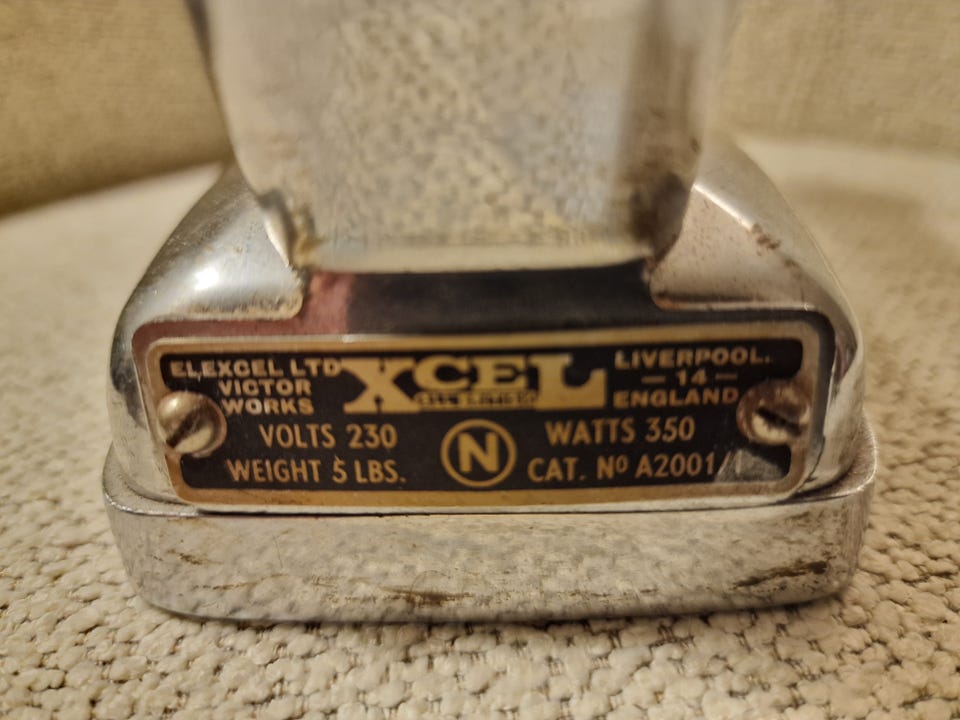 ELEXCEL LTD
VICTOR
WORKS
XCEL
LIVERPOOL.
— 14 —
ENGLAND
VOLTS 230
WEIGHT 5 LBS.
N
WATTS 350
CAT. Nº A2001/